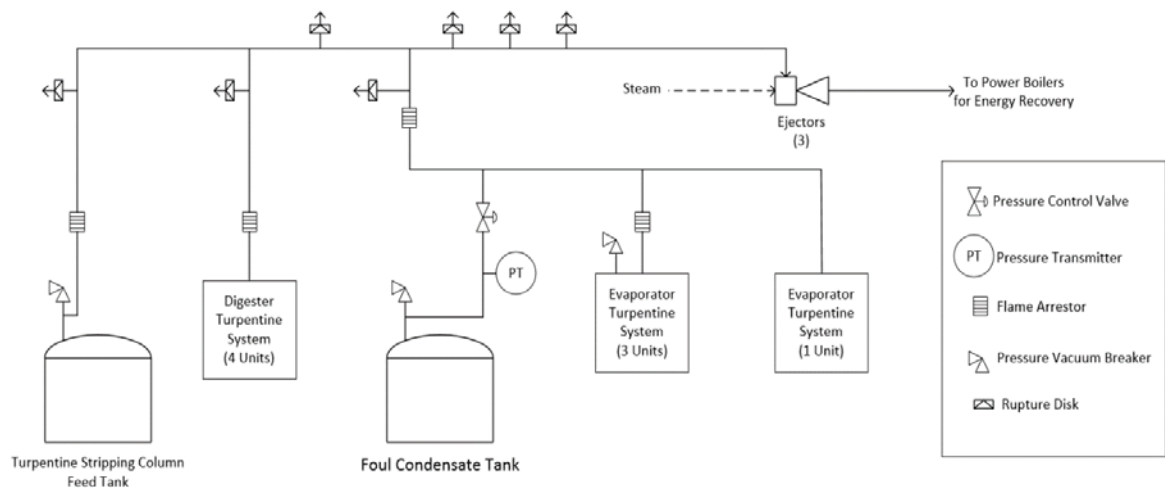 Steam
Ejectors
(3)
To Power Boilers
for Energy Recovery
Digester
Turpentine
System
(4 Units)
PT
Evaporator
Turpentine
System
(3 Units)
Evaporator
Turpentine
System
(1 Unit)
Turpentine Stripping Column
Feed Tank
Foul Condensate Tank
Pressure Control Valve
PT
Pressure Transmitter
Flame Arrestor
Pressure Vacuum Breaker
Rupture Disk